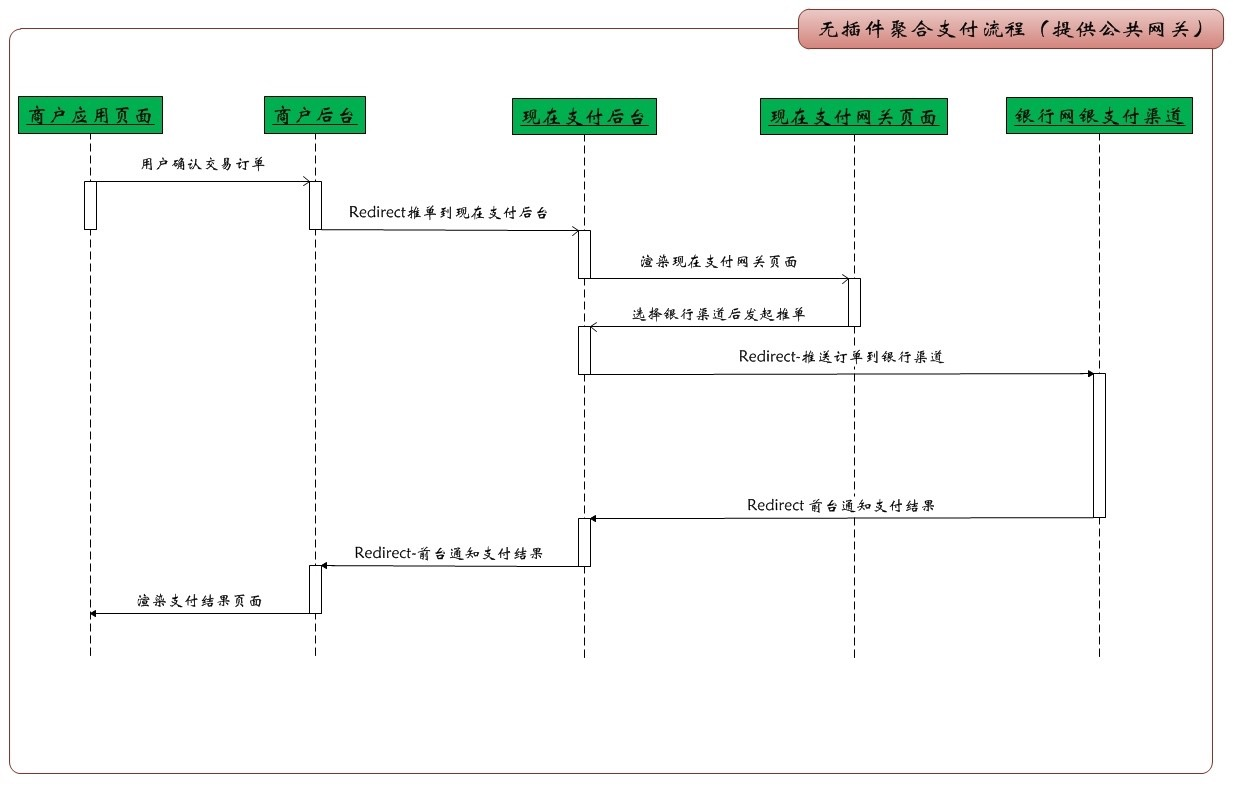 无插件聚合支付流程（提供公共网关）
商户应用页面
商户后台
现在支付后台
现在支付网关页面
银行网银支付渠道
用户确认交易订单
Redirect推单到现在支付后台
渲染现在支付网关页面
选择银行渠道后发起推单
Redirect-推送订单到银行渠道
Redirect 前台通知支付结果
Redirect-前台通知支付结果
渲染支付结果页面